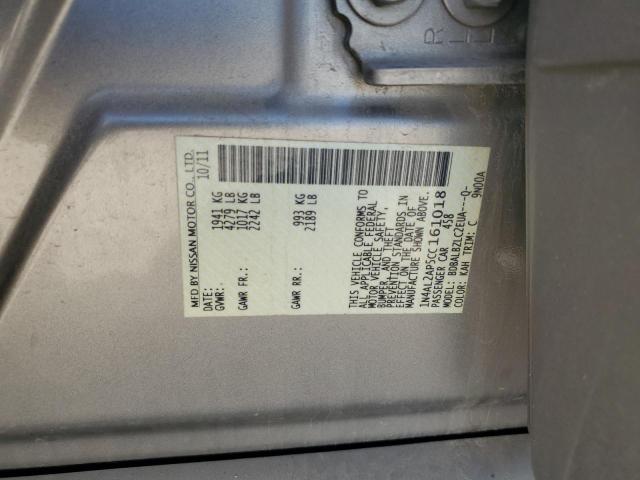 MFD BY NISSAN MOTOR CO., LTD.
DATE: 10/11
GVWR: 1941 KG
4279 LB
GAWR FR.: 1017 KG
2242 LB
GAWR RR.: 993 KG
2189 LB
THIS VEHICLE CONFORMS TO
ALL APPLICABLE FEDERAL
MOTOR VEHICLE SAFETY,
BUMPER, AND THEFT
PREVENTION STANDARDS IN
EFFECT ON THE DATE OF
MANUFACTURE SHOWN ABOVE.
1N4AL2AP5CC161018
PASSENGER CAR 458
MODEL: BDBALBZLC2EUA---Q-
COLOR: KAH TRIM: C 9N00A
R
L